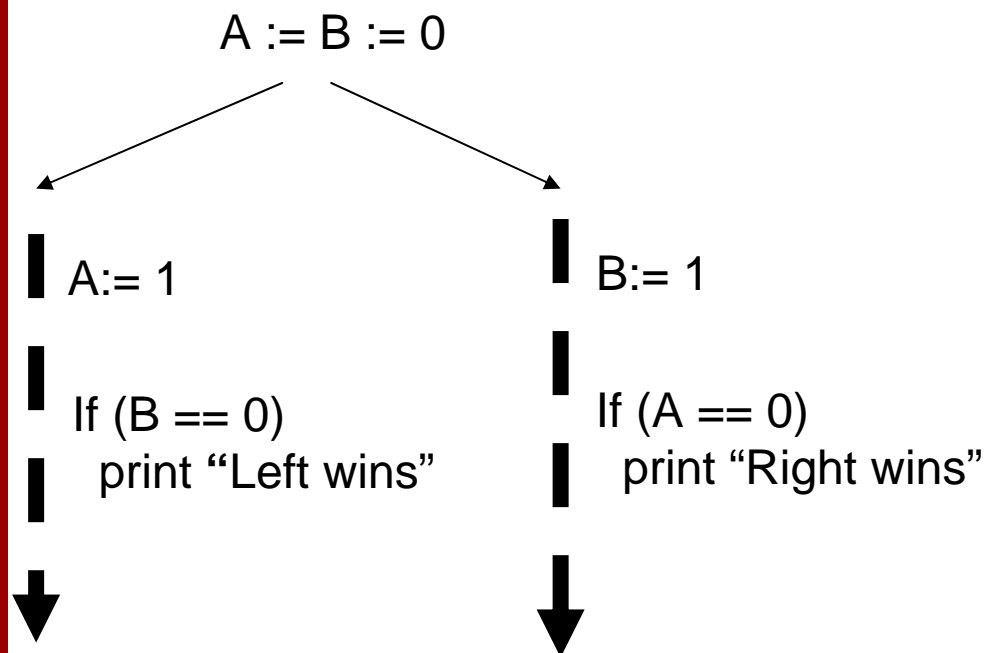 A := B := 0
A:= 1
If (B == 0)
print “Left wins”
B:= 1
If (A == 0)
print “Right wins”